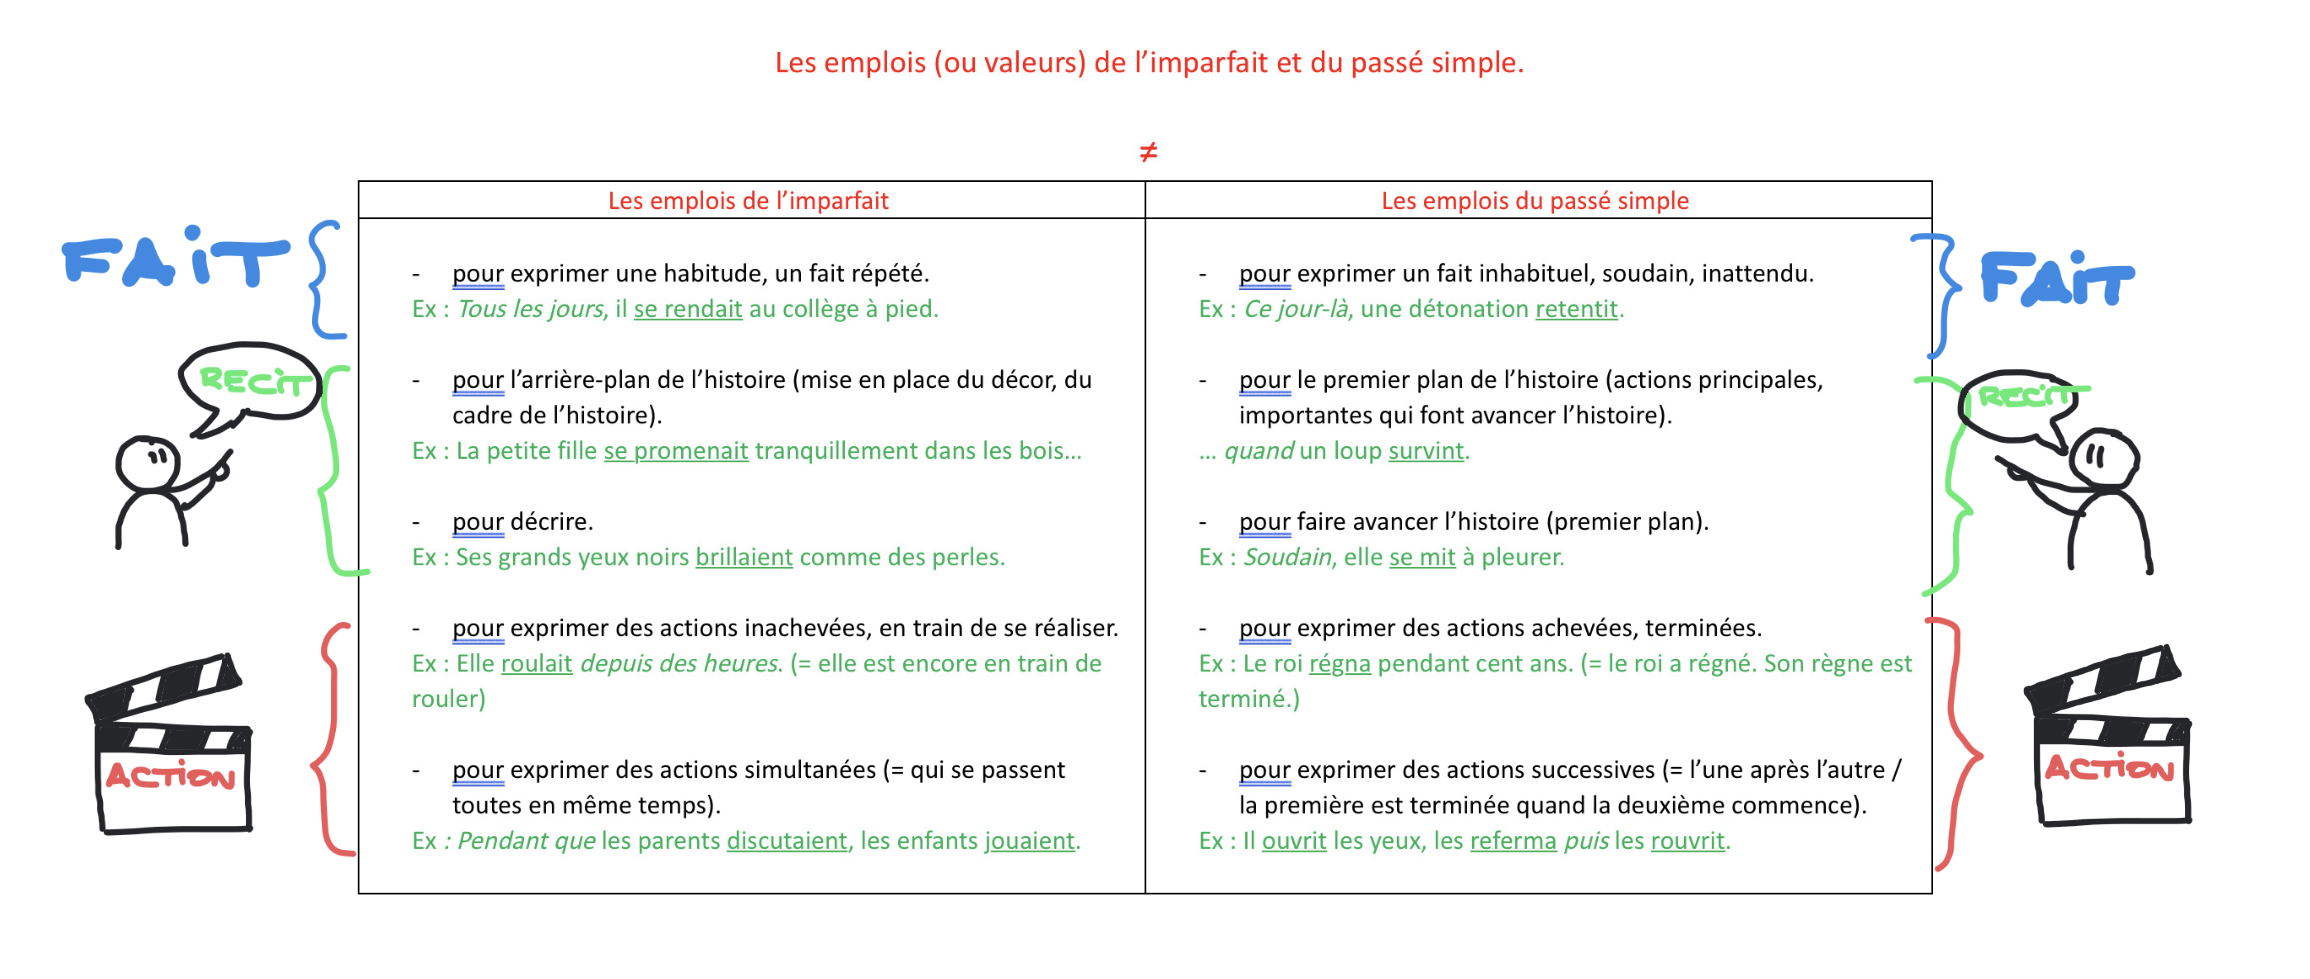 Les emplois (ou valeurs) de l’imparfait et du passé simple.
≠
Les emplois de l’imparfait
- pour exprimer une habitude, un fait répété.
Ex : Tous les jours, il se rendait au collège à pied.
- pour l’arrière-plan de l’histoire (mise en place du décor, du
cadre de l’histoire).
Ex : La petite fille se promenait tranquillement dans les bois…
- pour décrire.
Ex : Ses grands yeux noirs brillaient comme des perles.
- pour exprimer des actions inachevées, en train de se réaliser.
Ex : Elle roulait depuis des heures. (= elle est encore en train de
rouler)
- pour exprimer des actions simultanées (= qui se passent
toutes en même temps).
Ex : Pendant que les parents discutaient, les enfants jouaient.
Les emplois du passé simple
- pour exprimer un fait inhabituel, soudain, inattendu.
Ex : Ce jour-là, une détonation retentit.
- pour le premier plan de l’histoire (actions principales,
importantes qui font avancer l’histoire).
… quand un loup survint.
- pour faire avancer l’histoire (premier plan).
Ex : Soudain, elle se mit à pleurer.
- pour exprimer des actions achevées, terminées.
Ex : Le roi régna pendant cent ans. (= le roi a régné. Son règne est
terminé.)
- pour exprimer des actions successives (= l’une après l’autre /
la première est terminée quand la deuxième commence).
Ex : Il ouvrit les yeux, les referma puis les rouvrit.
FAiT
RECiT
ACTiON
FAiT
RECiT
ACTiON